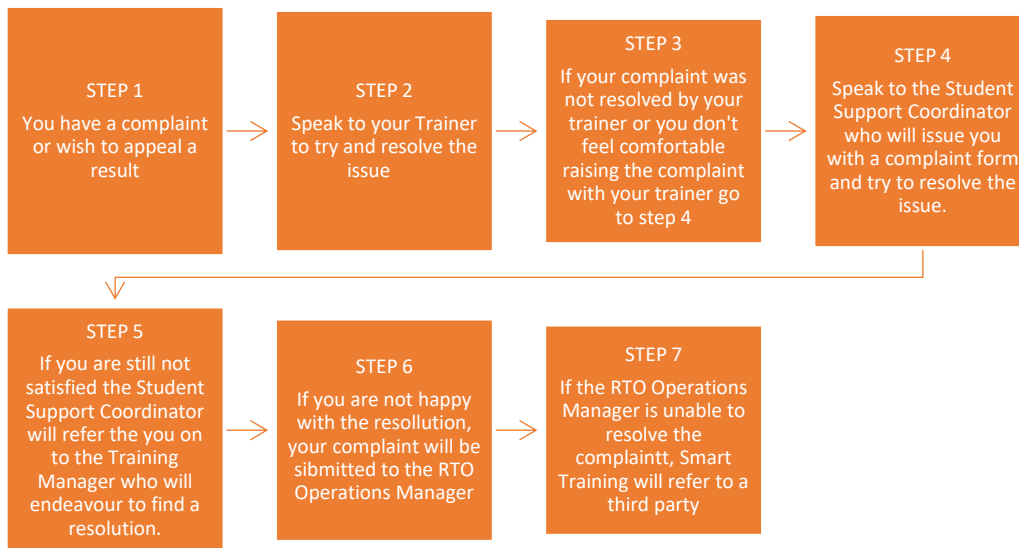 STEP 1
You have a complaint
or wish to appeal a
result
STEP 2
Speak to your Trainer
to try and resolve the
issue
STEP 3
If your complaint was
not resolved by your
trainer or you don't
feel comfortable
raising the complaint
with your trainer go
to step 4
STEP 4
Speak to the Student
Support Coordinator
who will issue you
with a complaint form
and try to resolve the
issue.
STEP 5
If you are still not
satisfied the Student
Support Coordinator
will refer the you on
to the Training
Manager who will
endeavour to find a
resolution.
STEP 6
If you are not happy
with the resollution,
your complaint will be
sibmitted to the RTO
Operations Manager
STEP 7
If the RTO Operations
Manager is unable to
resolve the
complaintt, Smart
Training will refer to a
third party